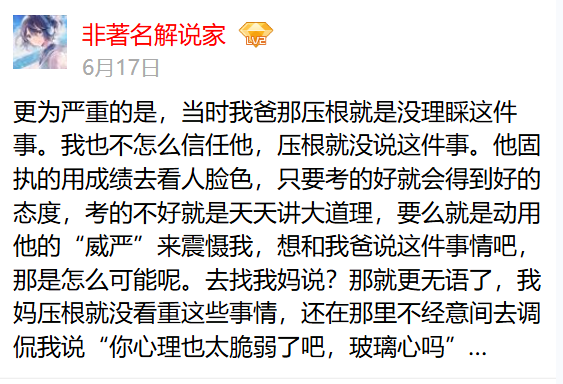 非著名解说家 LV2
6月17日
更为严重的是，当时我爸那压根就是没理睬这件
事。我也不怎么信任他，压根就没说这件事。他固
执的用成绩去看人脸色，只要考的好就会得到好的
态度，考的不好就是天天讲大道理，要么就是动用
他的“威严”来震慑我，想和我爸说这件事情吧，
那是怎么可能呢。去找我妈说？那就更无语了，我
妈压根就没看重这些事情，还在那里不经意间去调
侃我说“你心理也太脆弱了吧，玻璃心吗”...